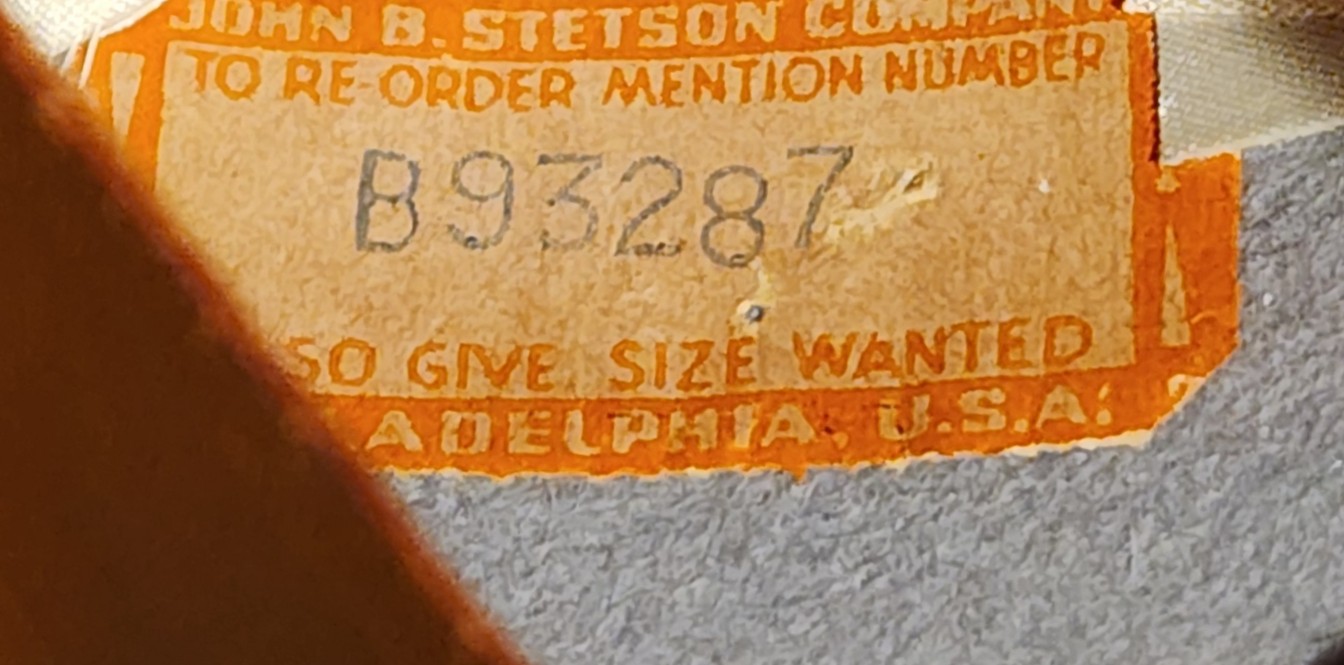 JOHN B. STETSON COMPANY
TO RE-ORDER MENTION NUMBER
B93287
SO GIVE SIZE WANTED
ADELPHIA, U.S.A.